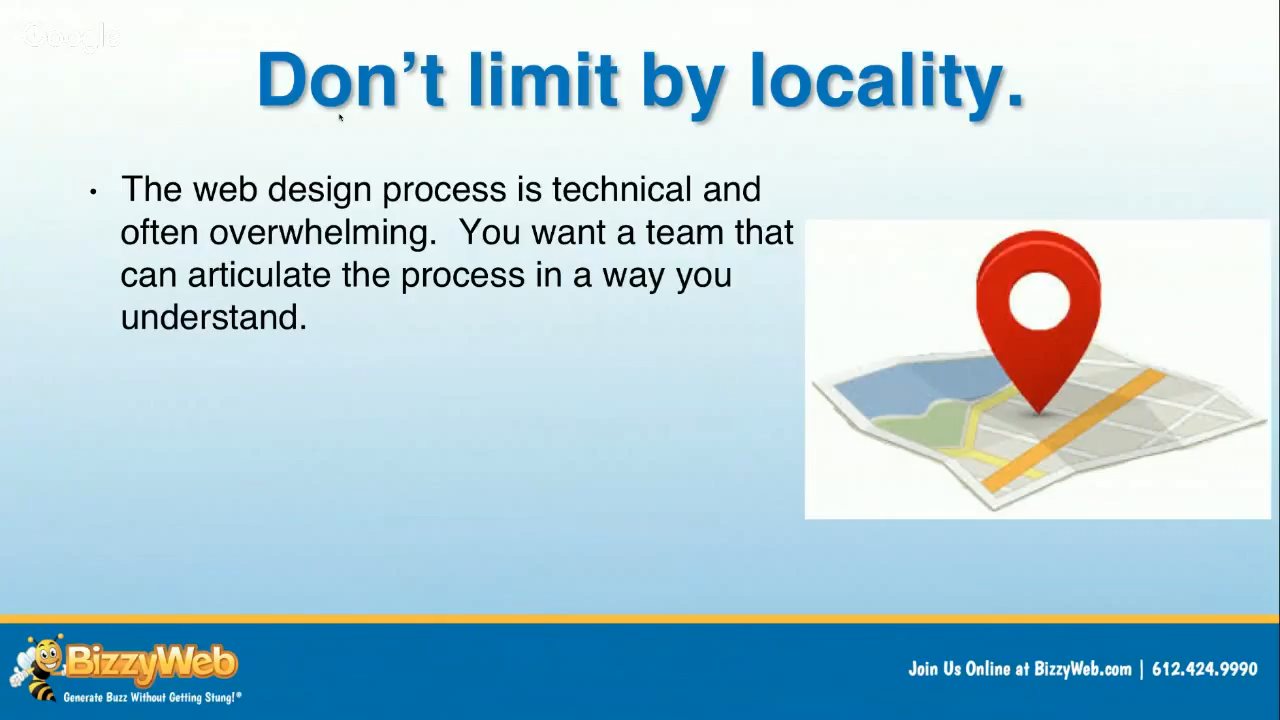 Google
Don’t limit by locality.
• The web design process is technical and
often overwhelming.  You want a team that
can articulate the process in a way you
understand.
BizzyWeb
Generate Buzz Without Getting Stung!®
Join Us Online at BizzyWeb.com | 612.424.9990